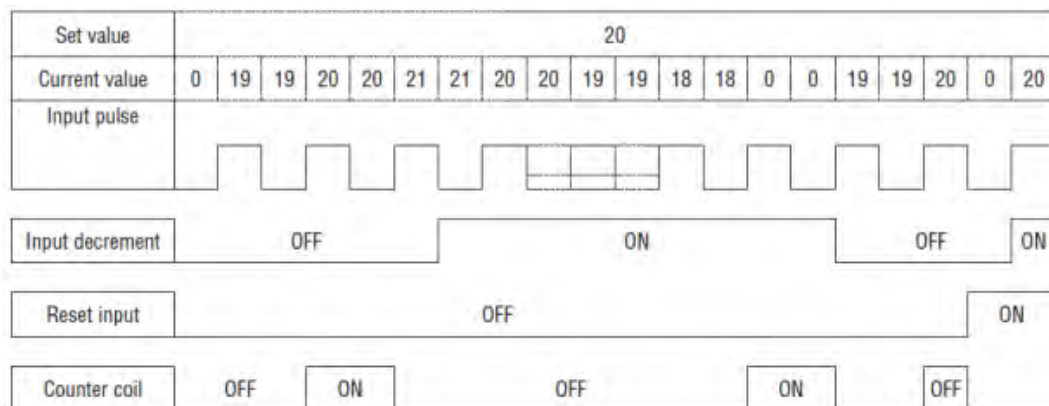 Set value 20
Current value 0 19 19 20 20 21 21 20 20 19 19 18 18 0 0 19 19 20 0 20
Input pulse
Input decrement OFF ON OFF ON
Reset input OFF ON
Counter coil OFF ON OFF ON OFF